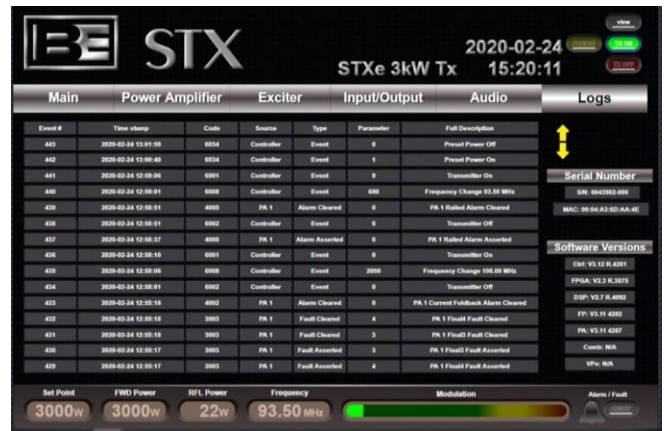 BE STX
view
2020-02-24
TX ON
STXe 3kW Tx 15:20:11
TX OFF
Main Power Amplifier Exciter Input/Output Audio Logs
Event # Time stamp Code Source Type Parameter Full Description
443 2020-02-24 13:01:59 6034 Controller Event 0 Preset Power Off
442 2020-02-24 13:00:40 6034 Controller Event 1 Preset Power On
441 2020-02-24 12:59:06 6001 Controller Event 0 Transmitter On
440 2020-02-24 12:59:01 6008 Controller Event 600 Frequency Change 93.50 MHz
439 2020-02-24 12:58:51 4005 PA 1 Alarm Cleared 0 PA 1 Railed Alarm Cleared
438 2020-02-24 12:58:51 6002 Controller Event 0 Transmitter Off
437 2020-02-24 12:58:37 4005 PA 1 Alarm Asserted 0 PA 1 Railed Alarm Asserted
436 2020-02-24 12:58:10 6001 Controller Event 0 Transmitter On
435 2020-02-24 12:58:06 6008 Controller Event 2050 Frequency Change 108.00 MHz
434 2020-02-24 12:58:01 6002 Controller Event 0 Transmitter Off
433 2020-02-24 12:55:18 4002 PA 1 Alarm Cleared 0 PA 1 Current Foldback Alarm Cleared
432 2020-02-24 12:55:18 3003 PA 1 Fault Cleared 4 PA 1 Final4 Fault Cleared
431 2020-02-24 12:55:18 3003 PA 1 Fault Cleared 3 PA 1 Final3 Fault Cleared
430 2020-02-24 12:55:17 3003 PA 1 Fault Asserted 3 PA 1 Final3 Fault Asserted
429 2020-02-24 12:55:17 3003 PA 1 Fault Asserted 4 PA 1 Final4 Fault Asserted
Serial Number
MAC: 00:04:A3:6D:AA:4E
Software Versions
Ctrl: V3.12 R.4281
FPGA: V2.3 R.3875
DSP: V2.7 R.4092
FP: V3.11 4282
PA: V3.11 4287
Comb: N/A
VPe: N/A
Set Point FWD Power RFL Power Frequency Modulation Alarm / Fault
3000W 3000W 22W 93.50 MHz